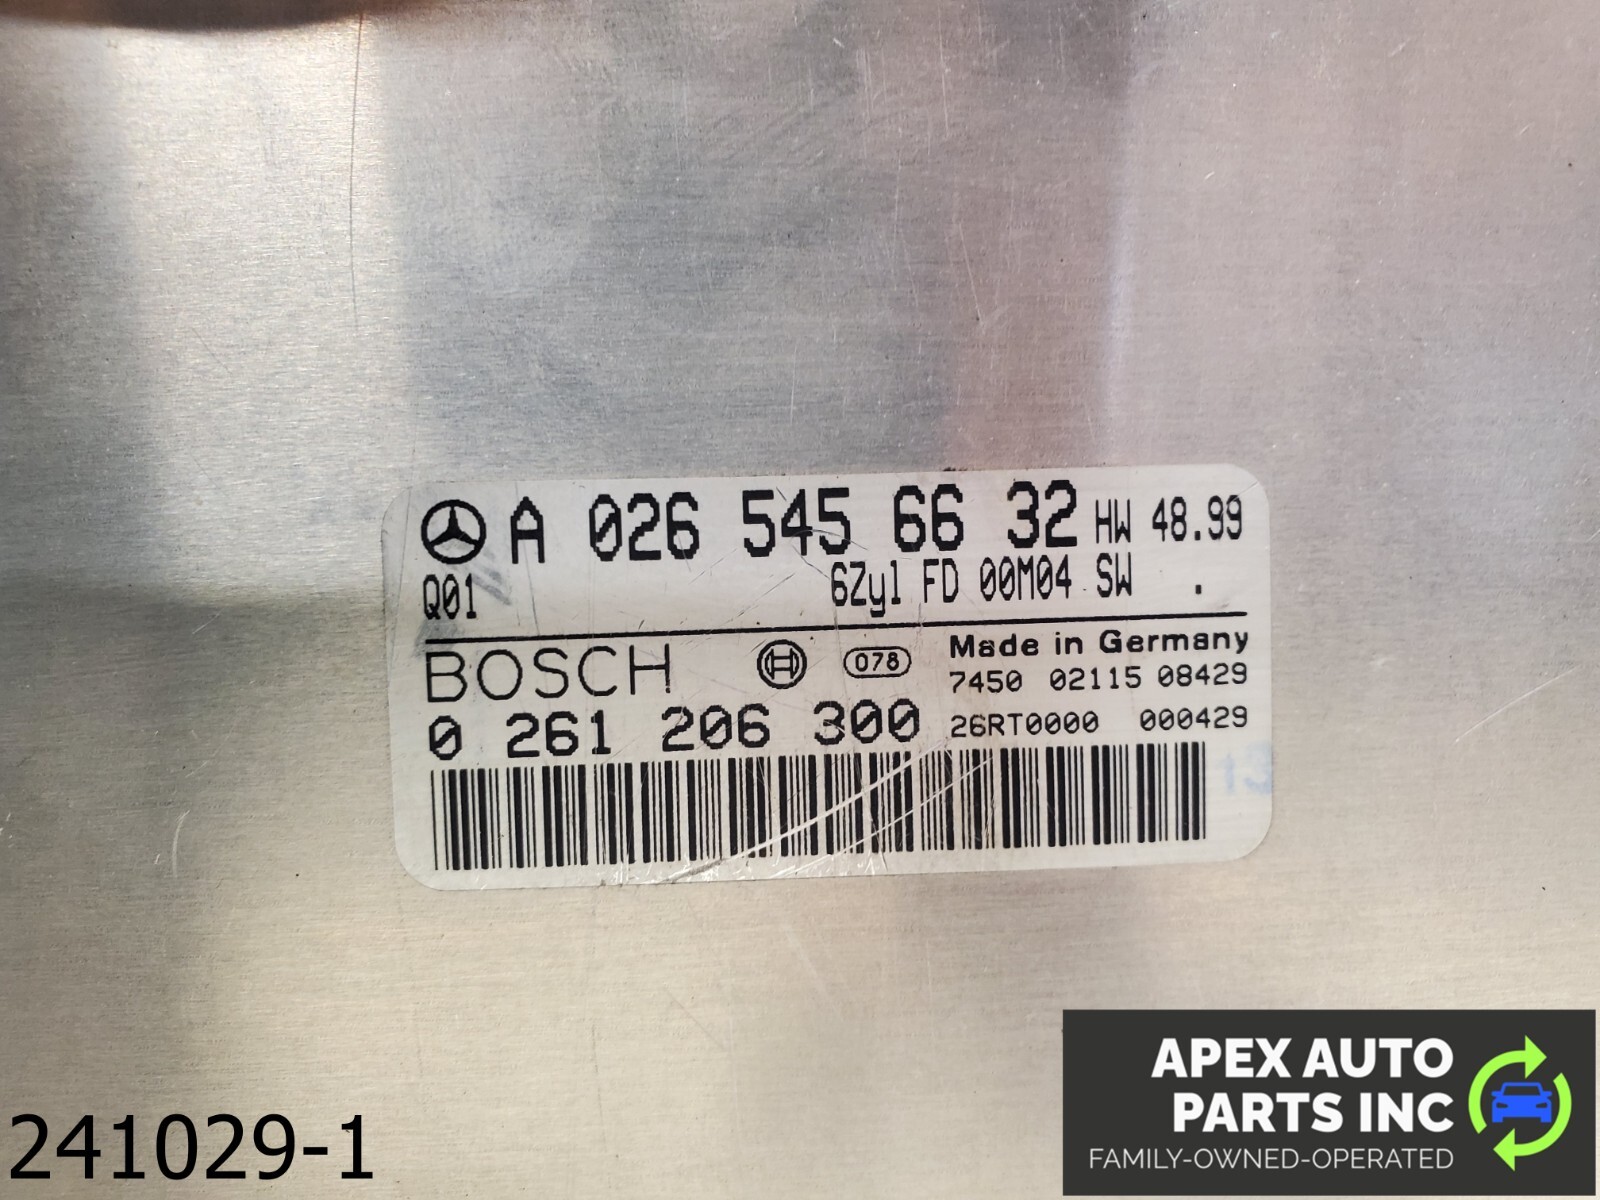 A 026 545 66 32 HW 48.99
Q01 6Zyl FD 00M04 SW .
BOSCH 078 Made in Germany
7450 02115 08429
0 261 206 300 26RT0000 000429
13
241029-1
APEX AUTO
PARTS INC
FAMILY-OWNED-OPERATED